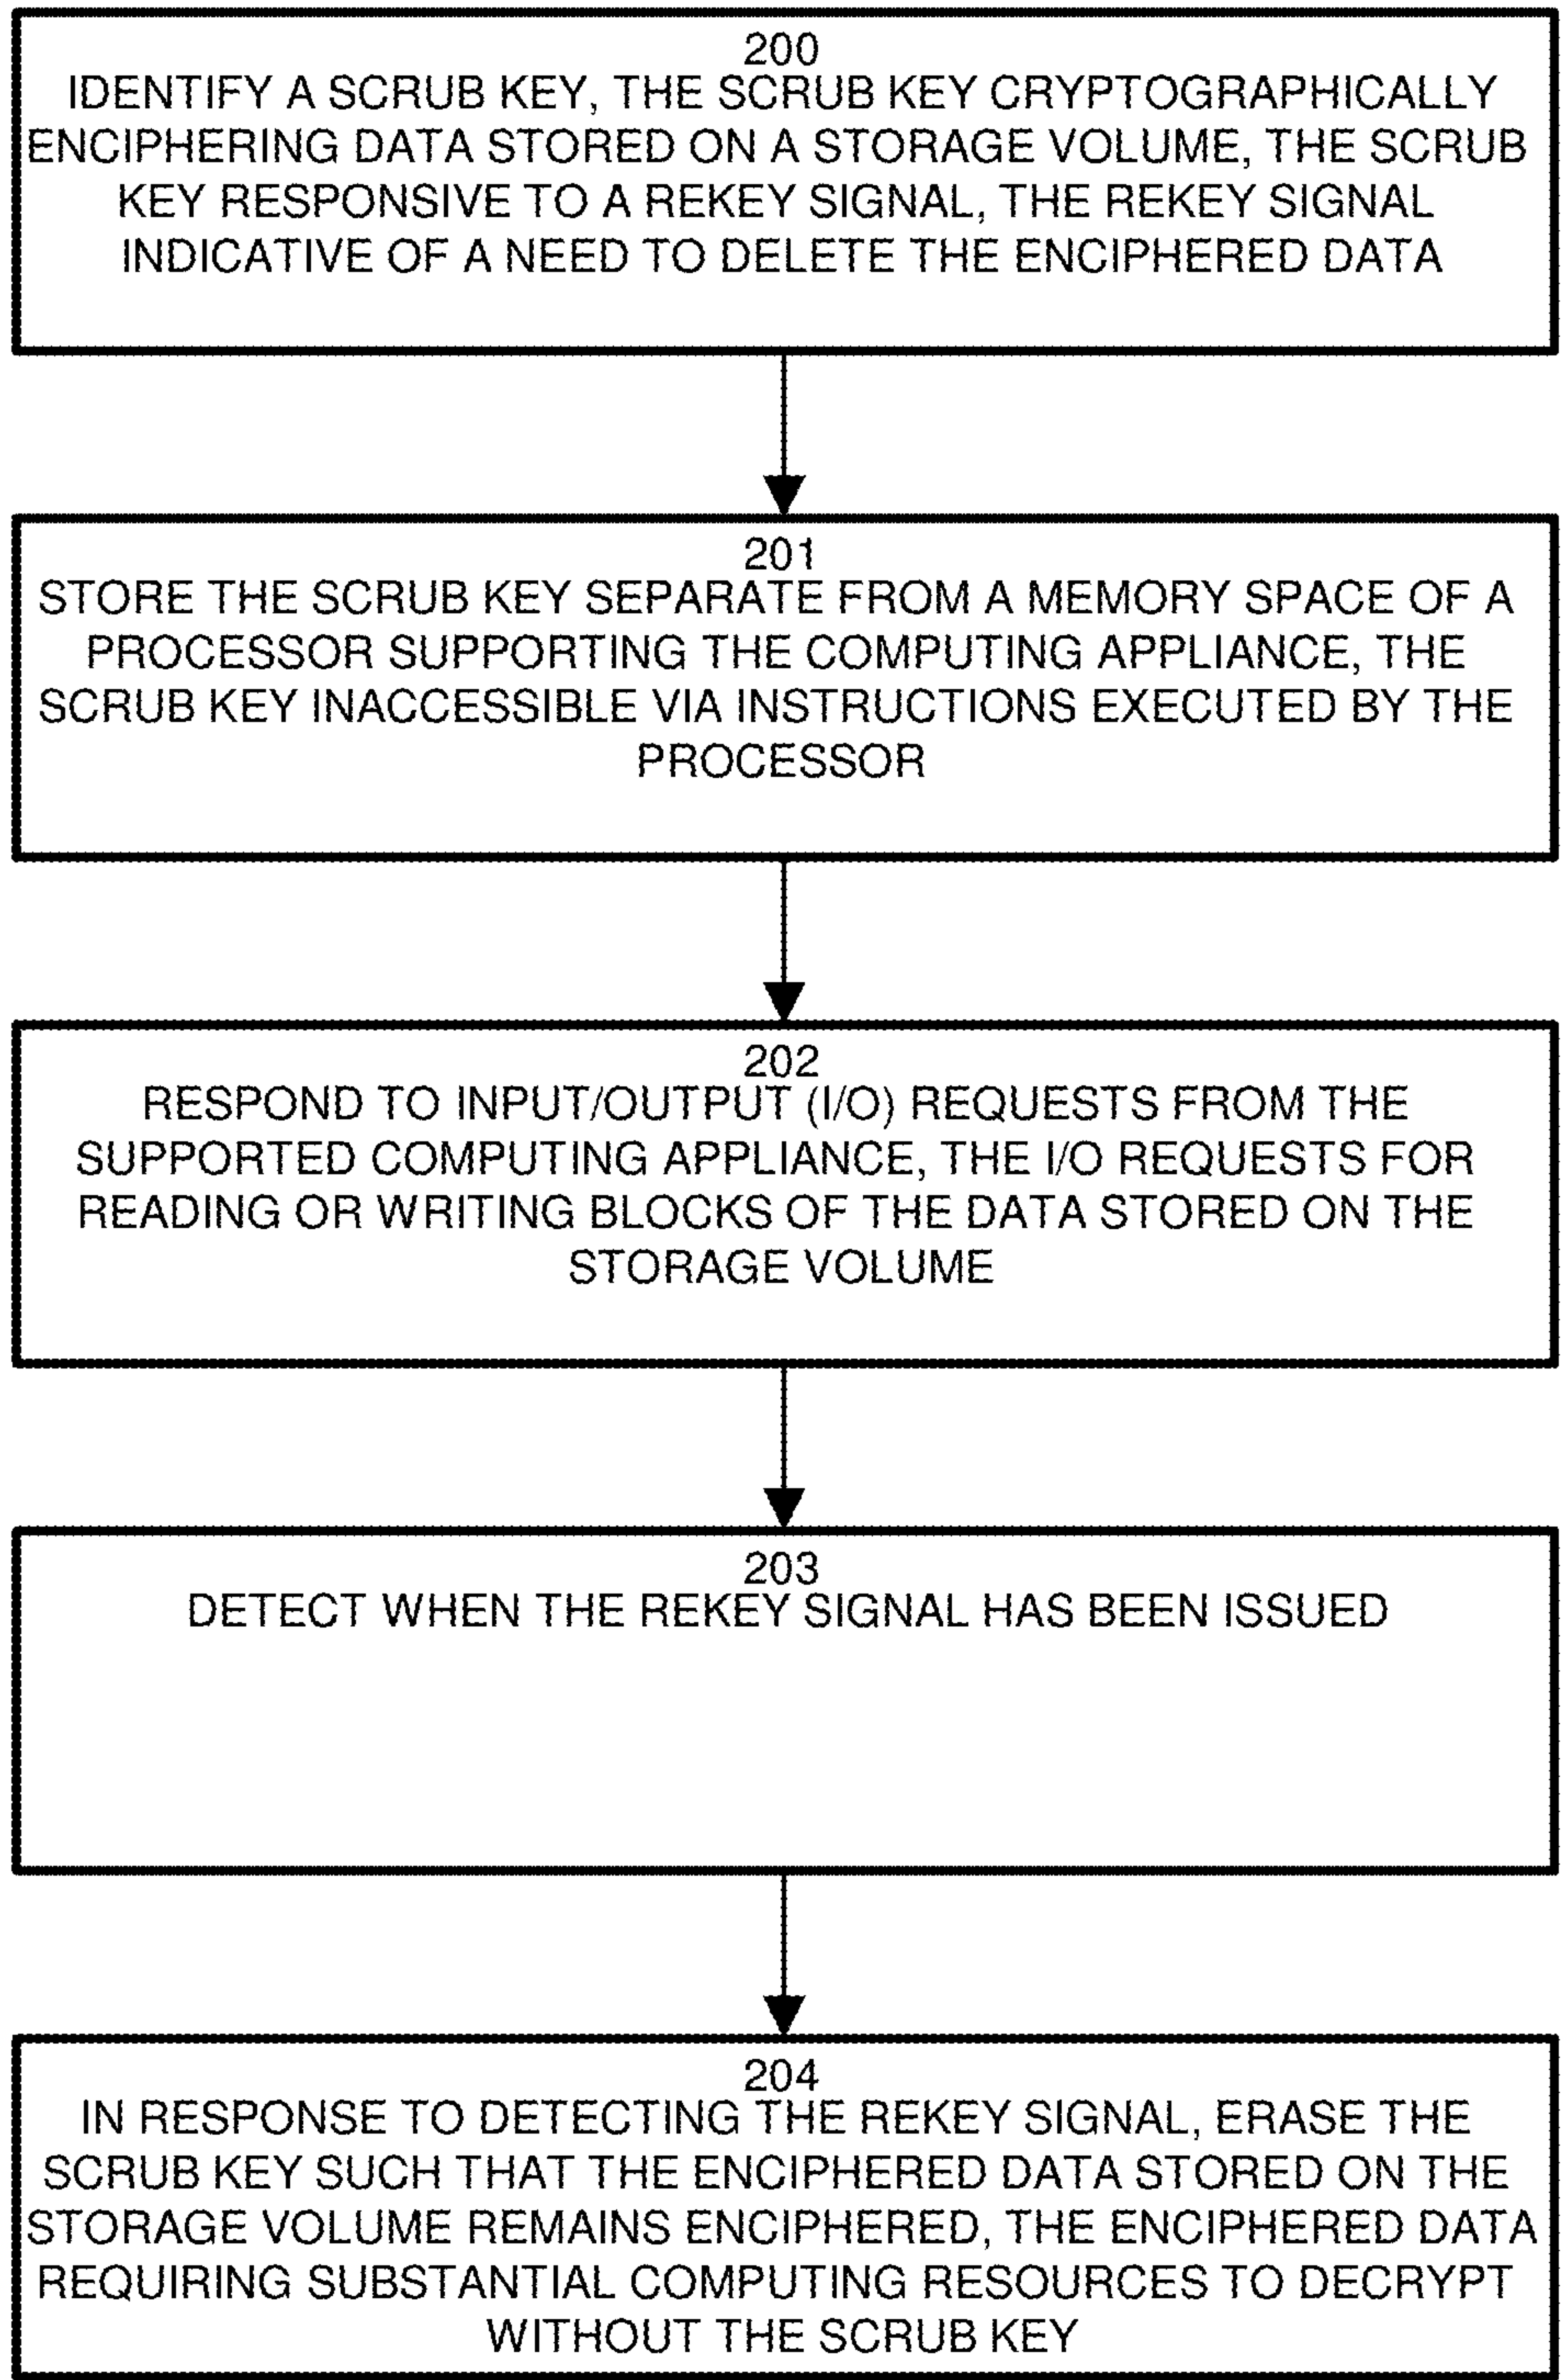 200
IDENTIFY A SCRUB KEY, THE SCRUB KEY CRYPTOGRAPHICALLY
ENCIPHERING DATA STORED ON A STORAGE VOLUME, THE SCRUB
KEY RESPONSIVE TO A REKEY SIGNAL, THE REKEY SIGNAL
INDICATIVE OF A NEED TO DELETE THE ENCIPHERED DATA
201
STORE THE SCRUB KEY SEPARATE FROM A MEMORY SPACE OF A
PROCESSOR SUPPORTING THE COMPUTING APPLIANCE, THE
SCRUB KEY INACCESSIBLE VIA INSTRUCTIONS EXECUTED BY THE
PROCESSOR
202
RESPOND TO INPUT/OUTPUT (I/O) REQUESTS FROM THE
SUPPORTED COMPUTING APPLIANCE, THE I/O REQUESTS FOR
READING OR WRITING BLOCKS OF THE DATA STORED ON THE
STORAGE VOLUME
203
DETECT WHEN THE REKEY SIGNAL HAS BEEN ISSUED
204
IN RESPONSE TO DETECTING THE REKEY SIGNAL, ERASE THE
SCRUB KEY SUCH THAT THE ENCIPHERED DATA STORED ON THE
STORAGE VOLUME REMAINS ENCIPHERED, THE ENCIPHERED DATA
REQUIRING SUBSTANTIAL COMPUTING RESOURCES TO DECRYPT
WITHOUT THE SCRUB KEY